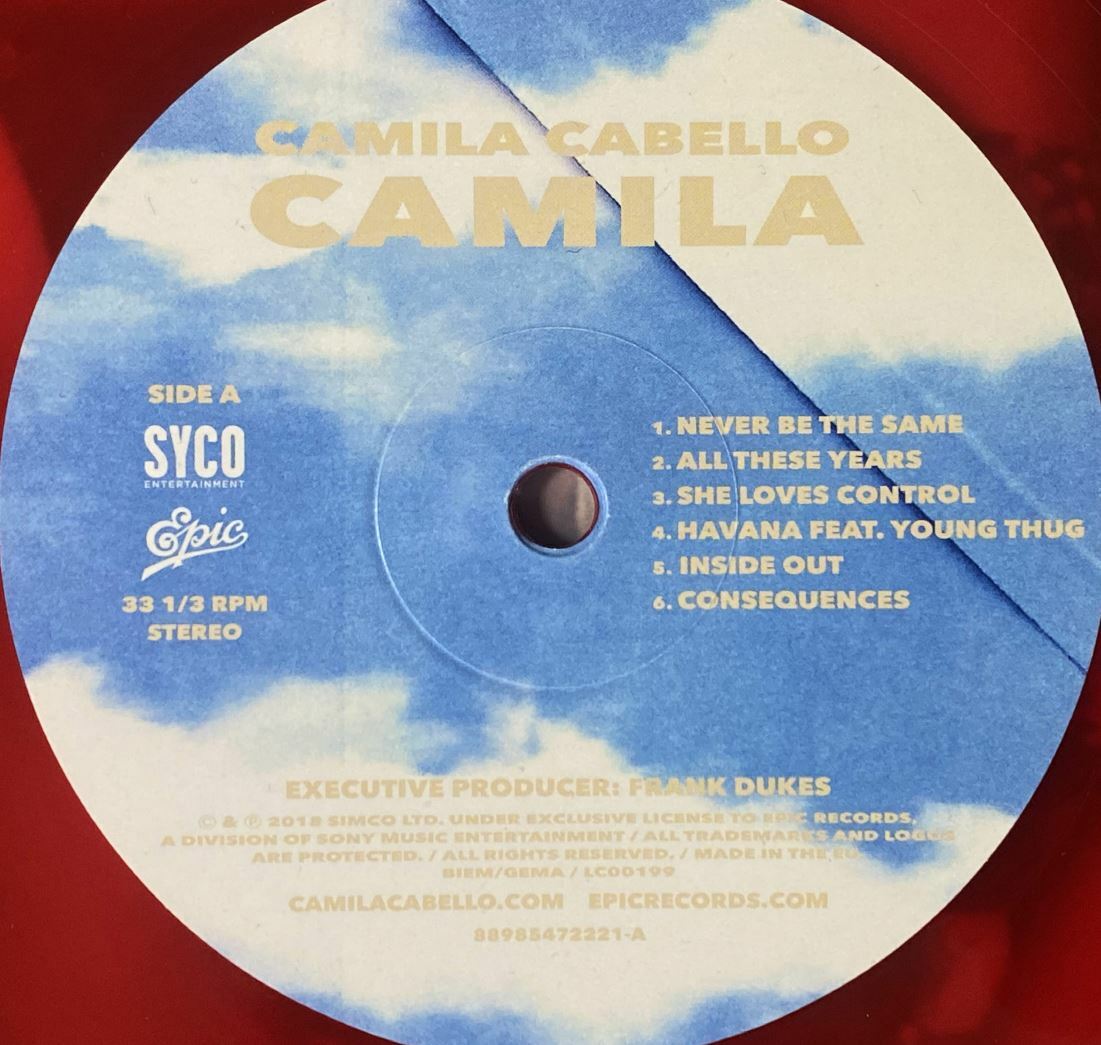 CAMILA CABELLO
CAMILA
SIDE A
SYCO
ENTERTAINMENT
Epic
33 1/3 RPM
STEREO
1. NEVER BE THE SAME
2. ALL THESE YEARS
3. SHE LOVES CONTROL
4. HAVANA FEAT. YOUNG THUG
5. INSIDE OUT
6. CONSEQUENCES
EXECUTIVE PRODUCER: FRANK DUKES
© & ℗ 2018 SIMCO LTD. UNDER EXCLUSIVE LICENSE TO EPIC RECORDS,
A DIVISION OF SONY MUSIC ENTERTAINMENT / ALL TRADEMARKS AND LOGOS
ARE PROTECTED. / ALL RIGHTS RESERVED. / MADE IN THE EU
BIEM/GEMA / LC00199
CAMILACABELLO.COM EPICRECORDS.COM
88985472221-A